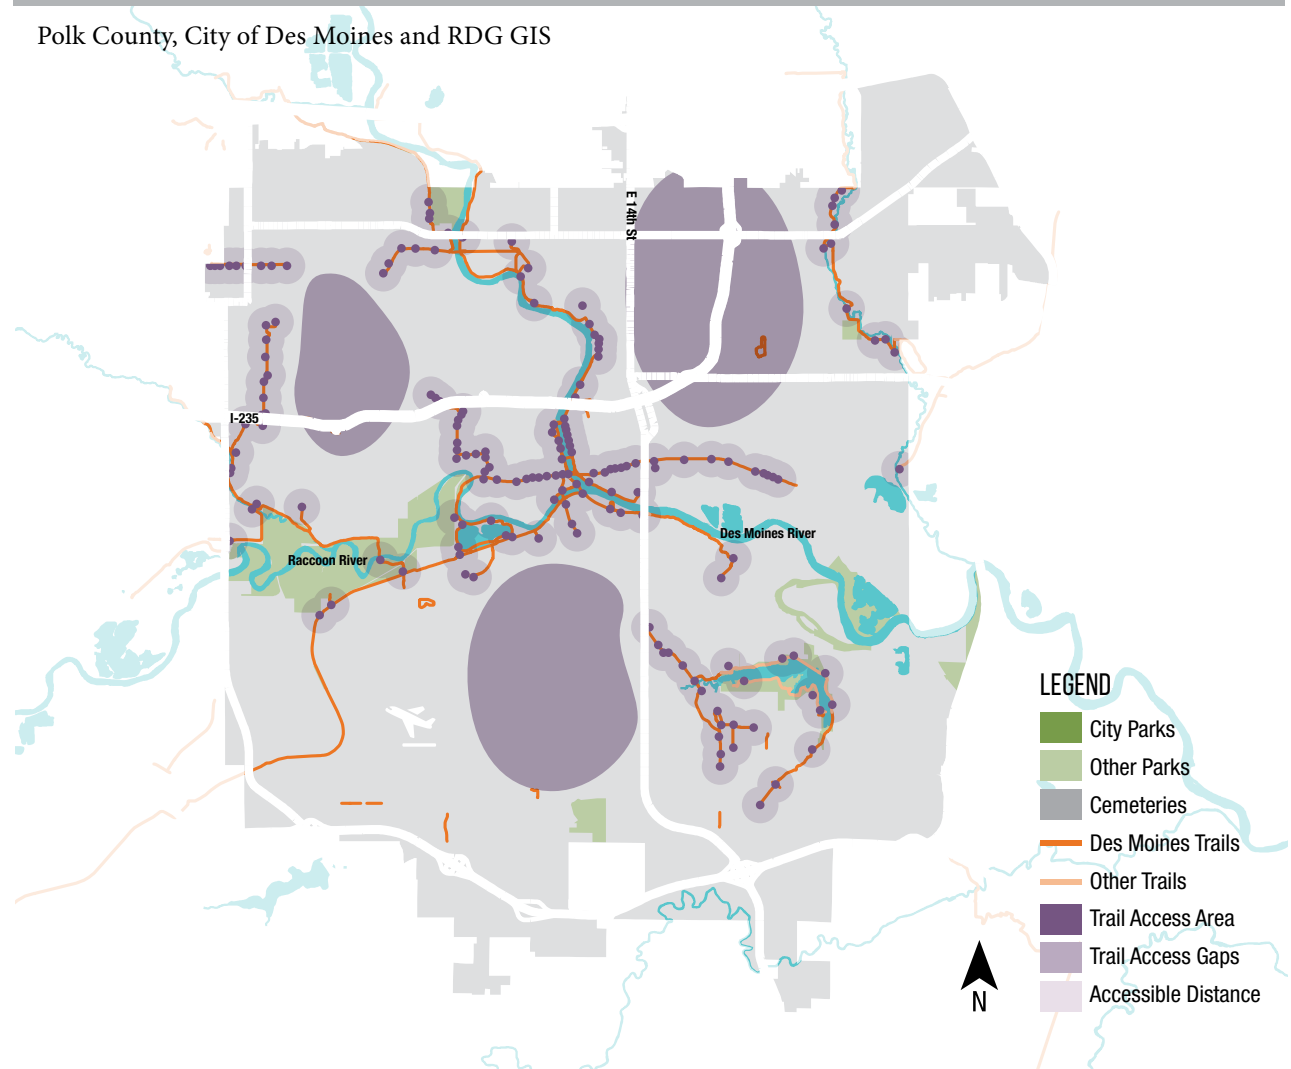 Polk County, City of Des Moines and RDG GIS
E 14th St
I-235
Des Moines River
Raccoon River
LEGEND
City Parks
Other Parks
Cemeteries
Des Moines Trails
Other Trails
Trail Access Area
Trail Access Gaps
Accessible Distance
N